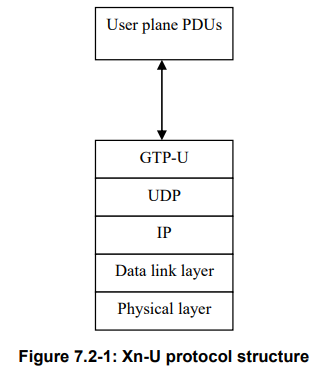 User plane PDUs
GTP-U
UDP
IP
Data link layer
Physical layer
Figure 7.2-1: Xn-U protocol structure